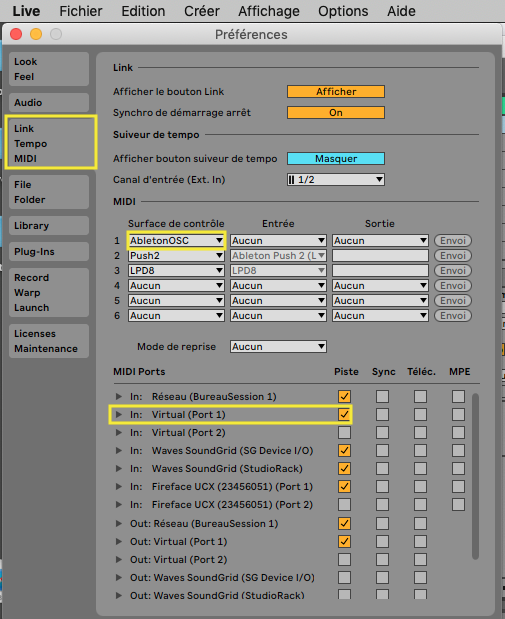 Live Fichier Edition Créer Affichage Options Aide
Préférences
Look
Feel
Audio
Link
Tempo
MIDI
File
Folder
Library
Plug-Ins
Record
Warp
Launch
Licenses
Maintenance
Link
Afficher le bouton Link Afficher
Synchro de démarrage arrêt On
Suiveur de tempo
Afficher bouton suiveur de tempo Masquer
Canal d'entrée (Ext. In) 1/2
MIDI
Surface de contrôle Entrée Sortie
1 AbletonOSC Aucun Aucun Envoi
2 Push2 Ableton Push 2 (L Envoi
3 LPD8 LPD8 Envoi
4 Aucun Aucun Aucun Envoi
5 Aucun Aucun Aucun Envoi
6 Aucun Aucun Aucun Envoi
Mode de reprise Aucun
MIDI Ports Piste Sync Téléc. MPE
In: Réseau (BureauSession 1)
In: Virtual (Port 1)
In: Virtual (Port 2)
In: Waves SoundGrid (SG Device I/O)
In: Waves SoundGrid (StudioRack)
In: Fireface UCX (23456051) (Port 1)
In: Fireface UCX (23456051) (Port 2)
Out: Réseau (BureauSession 1)
Out: Virtual (Port 1)
Out: Virtual (Port 2)
Out: Waves SoundGrid (SG Device I/O)
Out: Waves SoundGrid (StudioRack)